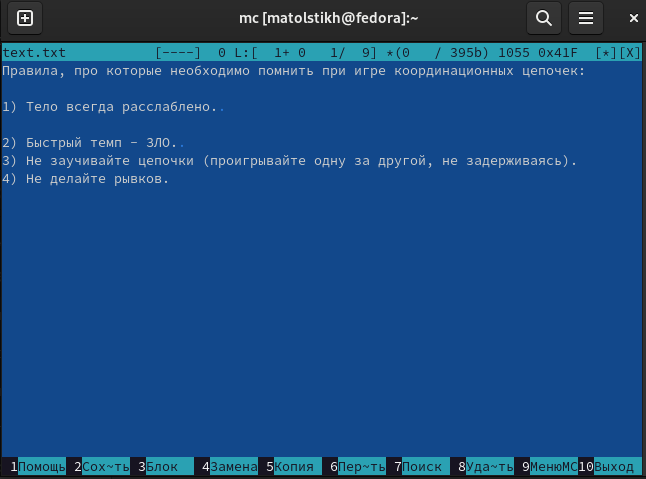 mc [matolstikh@fedora]:~
text.txt [----] 0 L:[ 1+ 0 1/ 9] *(0 / 395b) 1055 0x41F [*][X]
Правила, про которые необходимо помнить при игре координационных цепочек:
1) Тело всегда расслаблено..
2) Быстрый темп - ЗЛО..
3) Не заучивайте цепочки (проигрывайте одну за другой, не задерживаясь).
4) Не делайте рывков.
1Помощь 2Сох~ть 3Блок 4Замена 5Копия 6Пер~ть 7Поиск 8Уда~ть 9МенюМС 10Выход